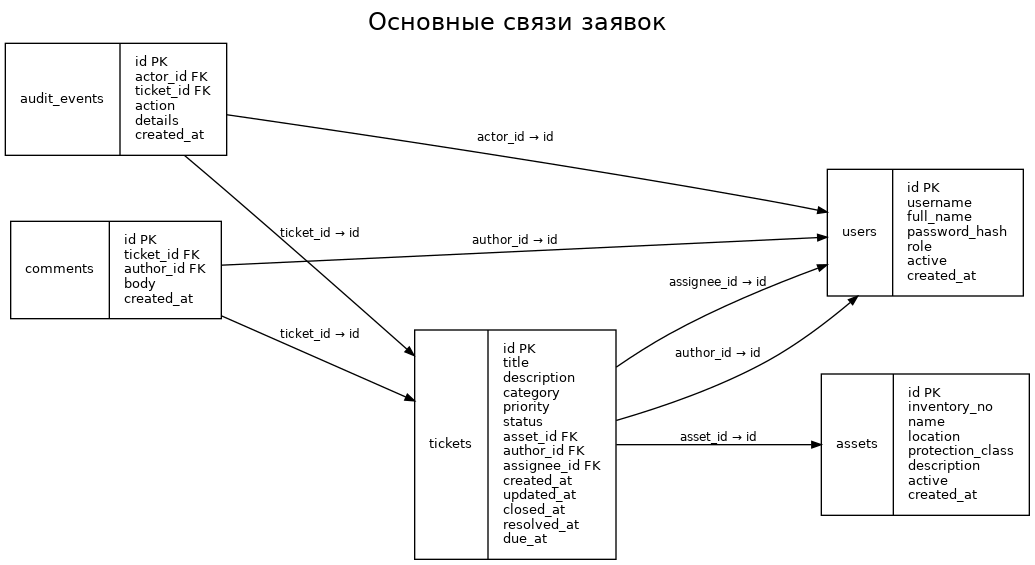 Основные связи заявок
audit_events
id PK
actor_id FK
ticket_id FK
action
details
created_at
actor_id → id
ticket_id → id
comments
id PK
ticket_id FK
author_id FK
body
created_at
author_id → id
ticket_id → id
users
id PK
username
full_name
password_hash
role
active
created_at
assignee_id → id
author_id → id
tickets
id PK
title
description
category
priority
status
asset_id FK
author_id FK
assignee_id FK
created_at
updated_at
closed_at
resolved_at
due_at
asset_id → id
assets
id PK
inventory_no
name
location
protection_class
description
active
created_at